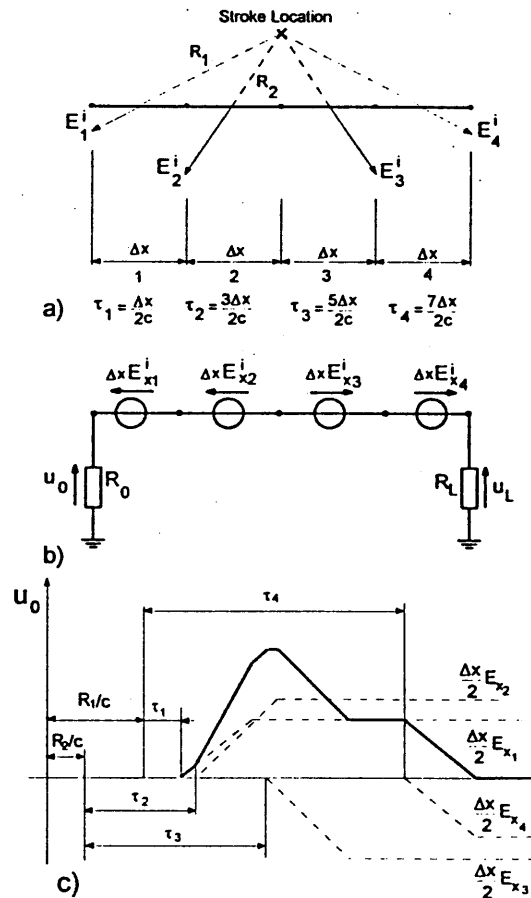 Stroke Location
R₁
R₂
E₁ⁱ
E₂ⁱ
E₃ⁱ
E₄ⁱ
Δx Δx Δx Δx
1 2 3 4
a) τ₁ = Δx/2c τ₂ = 3Δx/2c τ₃ = 5Δx/2c τ₄ = 7Δx/2c
ΔxEⁱₓ₁ ΔxEⁱₓ₂ ΔxEⁱₓ₃ ΔxEⁱₓ₄
u₀ R₀ R_L u_L
b)
u₀
τ₄
R₁/c τ₁
Δx/2 Eₓ₂
R₂/c
Δx/2 Eₓ₁
τ₂
τ₃
Δx/2 Eₓ₄
c)
Δx/2 Eₓ₃